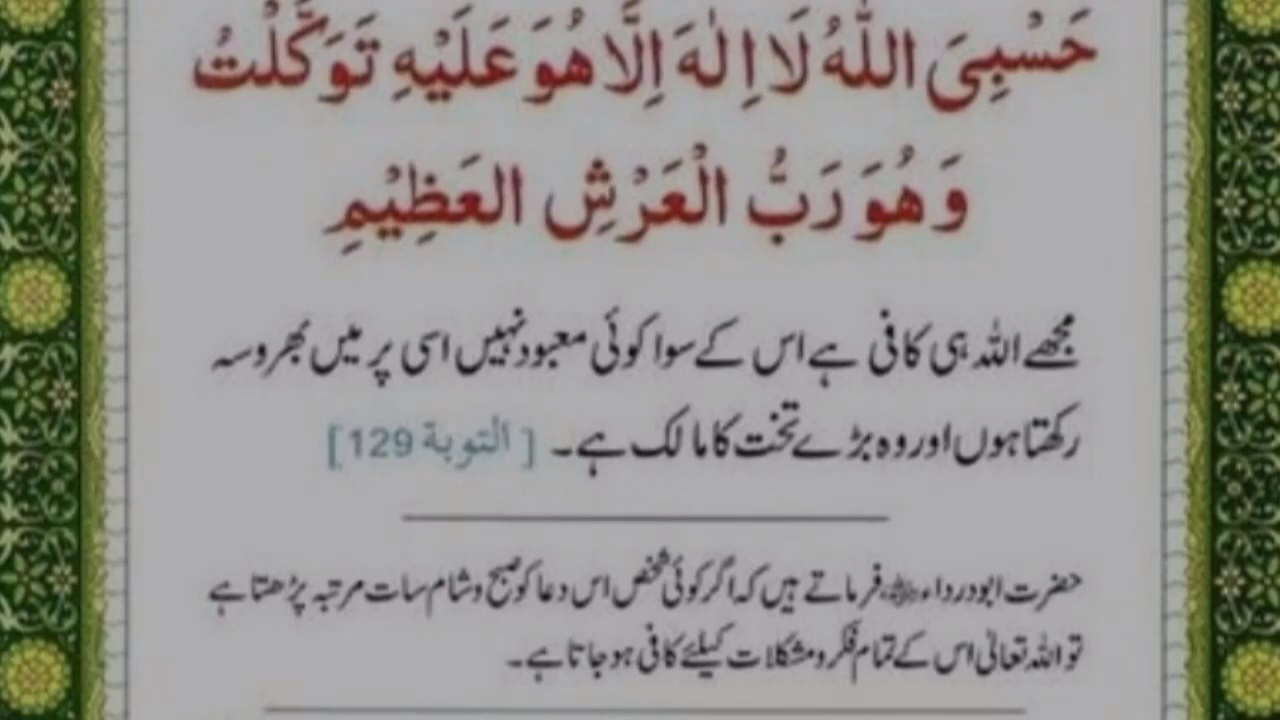 حَسْبِیَ اللّٰهُ لَا اِلٰهَ اِلَّا هُوَ عَلَیْهِ تَوَكَّلْتُ
وَ هُوَ رَبُّ الْعَرْشِ العَظِیْمِ
مجھے اللہ ہی کافی ہے اس کے سوا کوئی معبود نہیں اسی پر میں بھروسہ
رکھتا ہوں اور وہ بڑے تخت کا مالک ہے۔ [ التوبة 129]
حضرت ابودرداء فرماتے ہیں کہ اگر کوئی شخص اس دعا کو صبح و شام سات مرتبہ پڑھتا ہے
تو اللہ تعالیٰ اس کے تمام فکر و مشکلات کیلئے کافی ہو جاتا ہے۔